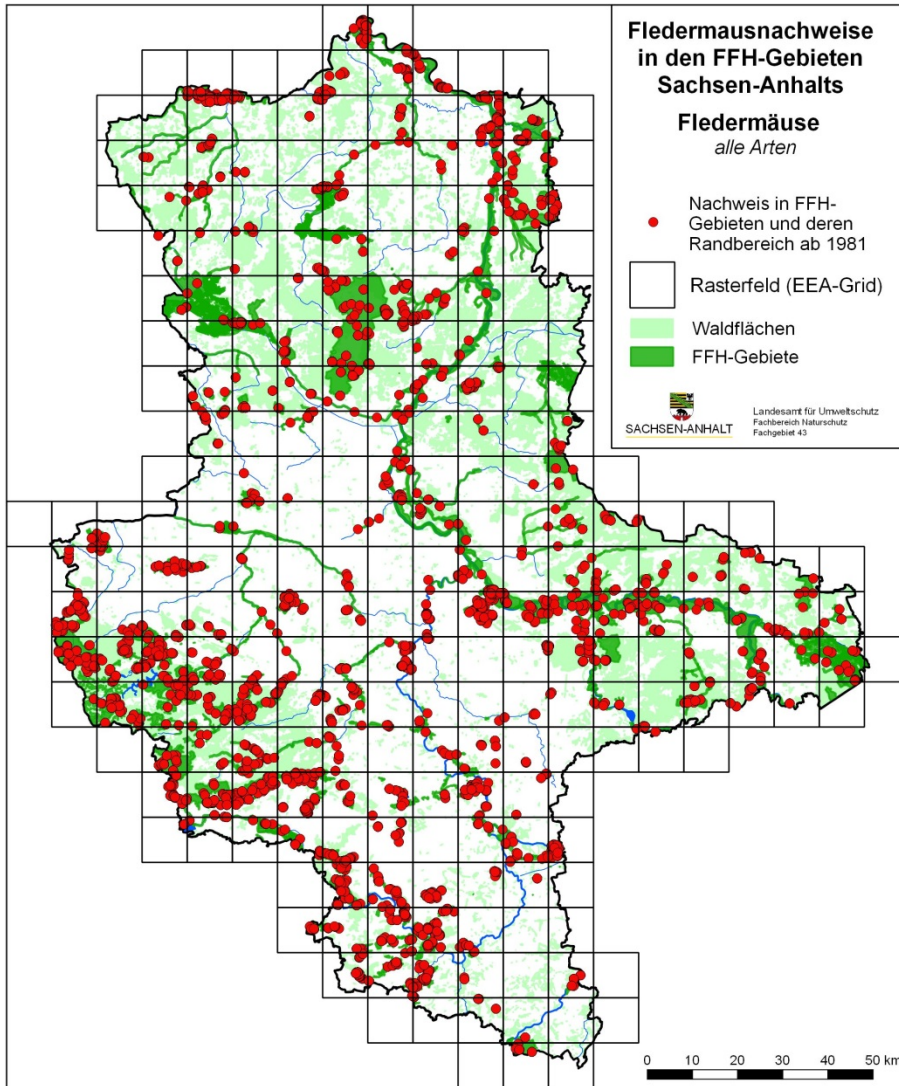 Fledermausnachweise
in den FFH-Gebieten
Sachsen-Anhalts
Fledermäuse
alle Arten
Nachweis in FFH-
Gebieten und deren
Randbereich ab 1981
Rasterfeld (EEA-Grid)
Waldflächen
FFH-Gebiete
SACHSEN-ANHALT
Landesamt für Umweltschutz
Fachbereich Naturschutz
Fachgebiet 43
0 10 20 30 40 50 km